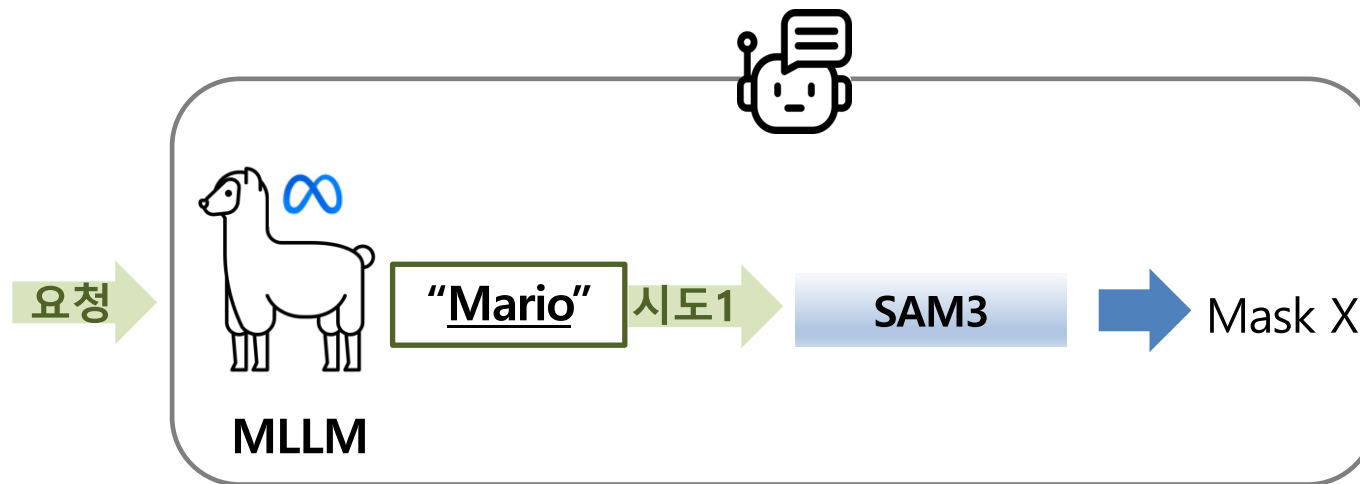 요청
“Mario”
시도1
SAM3
Mask X
MLLM